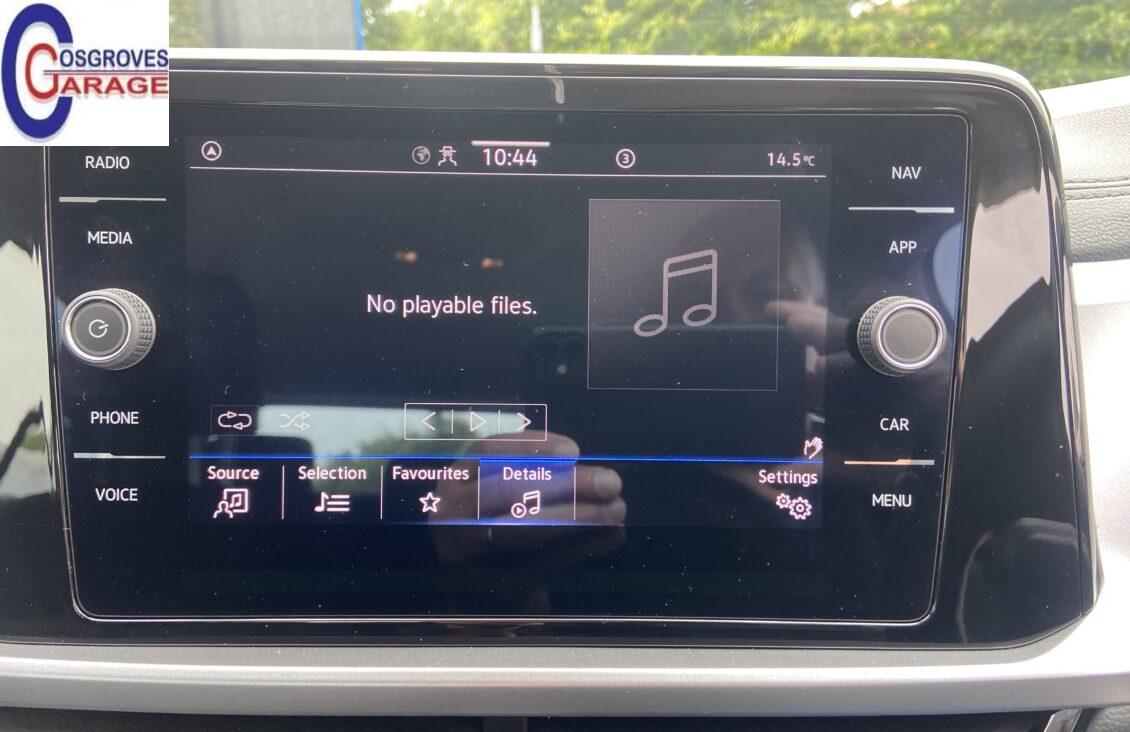 COSGROVES
GARAGE
RADIO
MEDIA
PHONE
VOICE
10:44
3
14.5°C
No playable files.
Source
Selection
Favourites
Details
Settings
NAV
APP
CAR
MENU